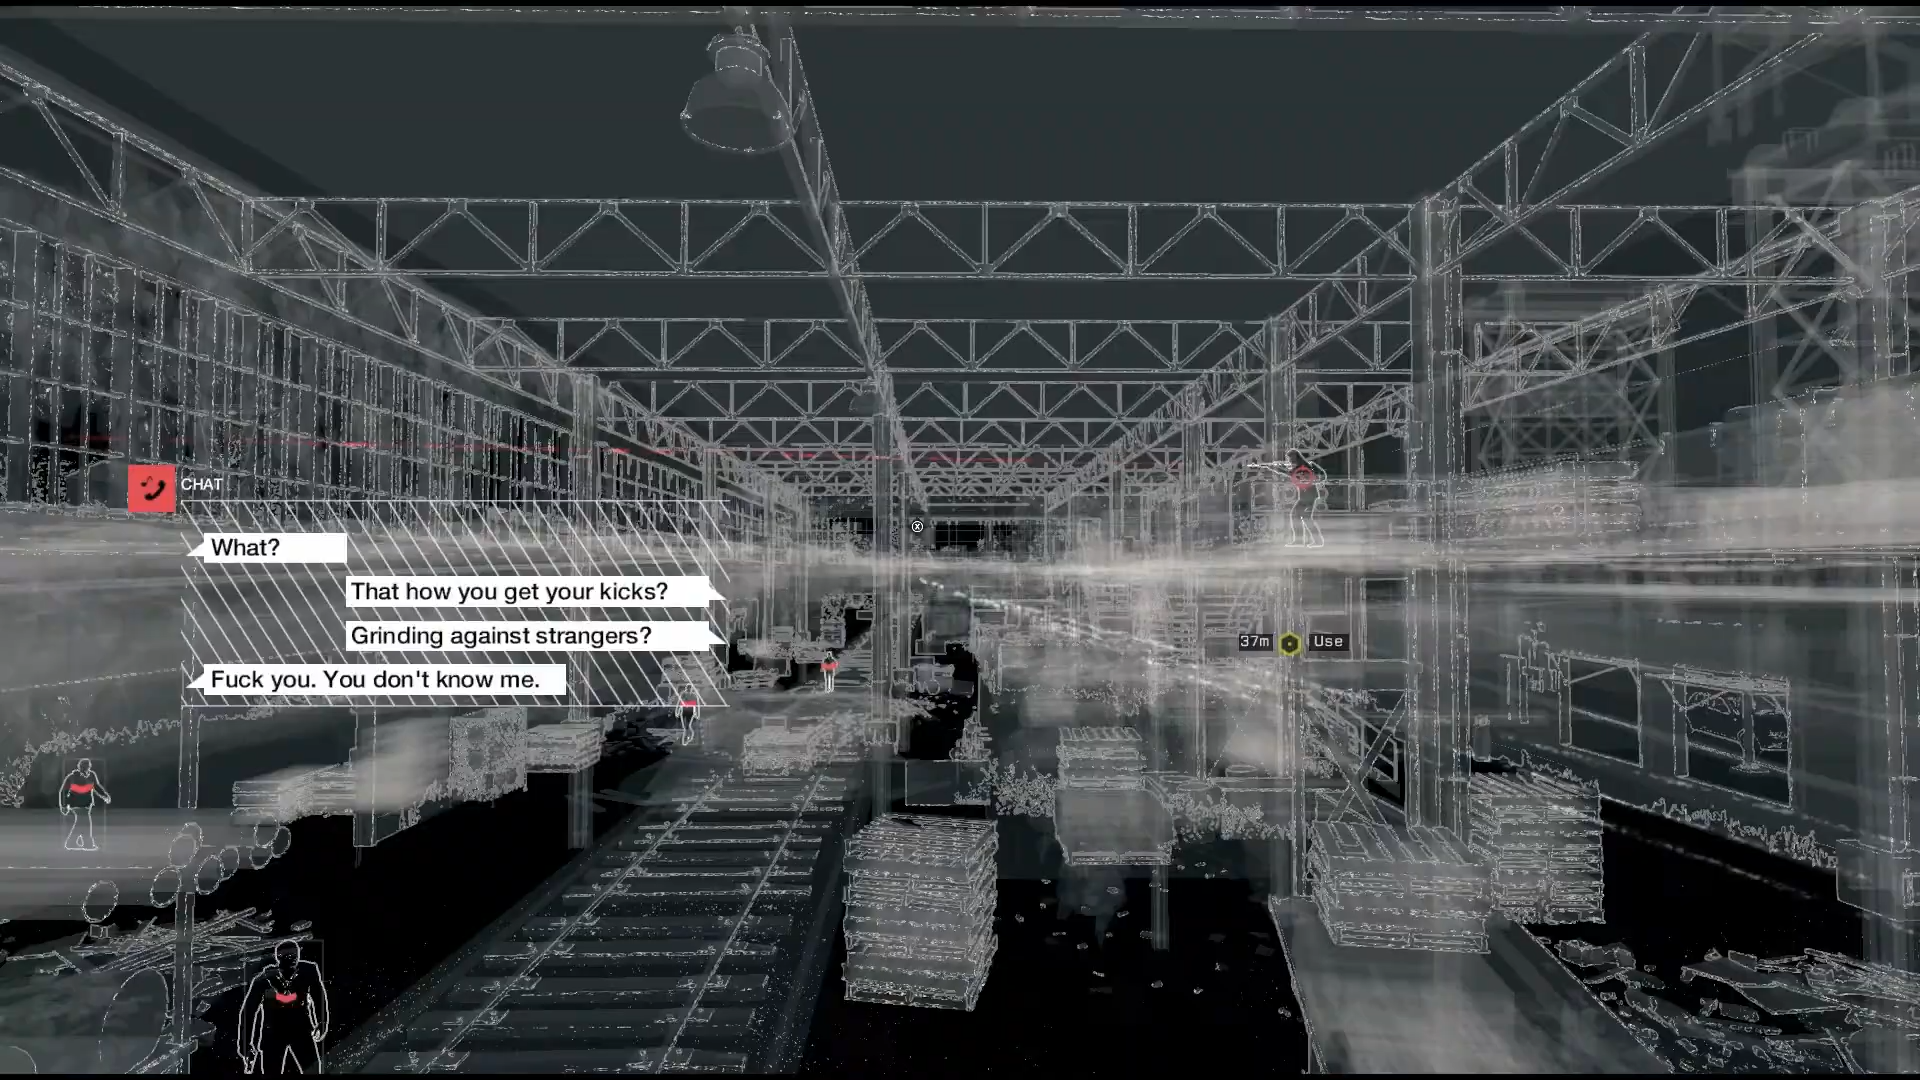 CHAT
What?
That how you get your kicks?
Grinding against strangers?
Fuck you. You don't know me.
37m Use